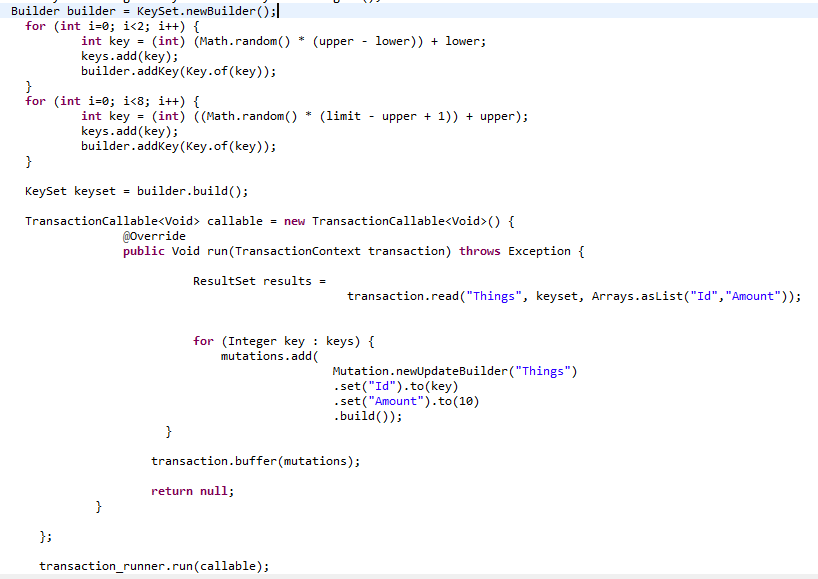 Builder builder = KeySet.newBuilder();
for (int i=0; i<2; i++) {
int key = (int) (Math.random() * (upper - lower)) + lower;
keys.add(key);
builder.addKey(Key.of(key));
}
for (int i=0; i<8; i++) {
int key = (int) ((Math.random() * (limit - upper + 1)) + upper);
keys.add(key);
builder.addKey(Key.of(key));
}
KeySet keyset = builder.build();
TransactionCallable<Void> callable = new TransactionCallable<Void>() {
@Override
public Void run(TransactionContext transaction) throws Exception {
ResultSet results =
transaction.read("Things", keyset, Arrays.asList("Id","Amount"));
for (Integer key : keys) {
mutations.add(
Mutation.newUpdateBuilder("Things")
.set("Id").to(key)
.set("Amount").to(10)
.build());
}
transaction.buffer(mutations);
return null;
}
};
transaction_runner.run(callable);